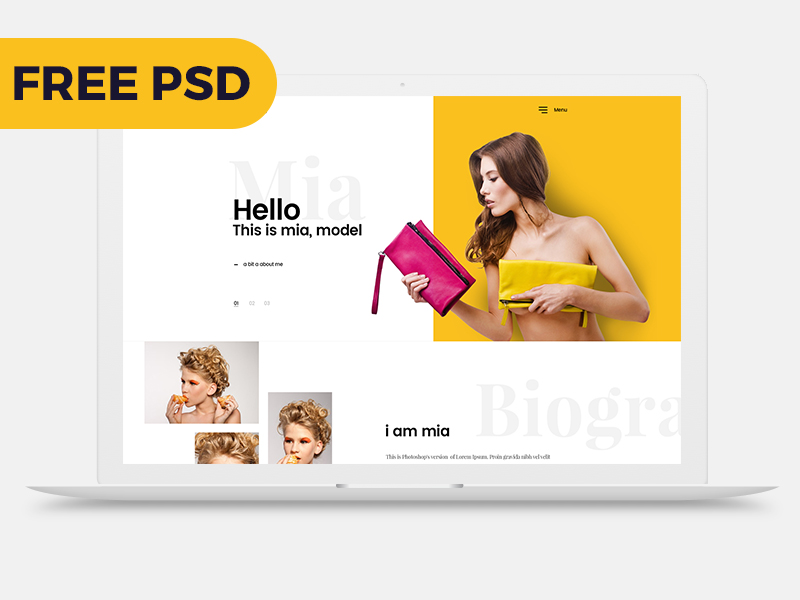 FREE PSD
Menu
Mia
Hello
This is mia, model
a bit a about me
01 02 03
Biogra
i am mia
This is Photoshop's version of Lorem Ipsum. Proin gravida nibh vel velit